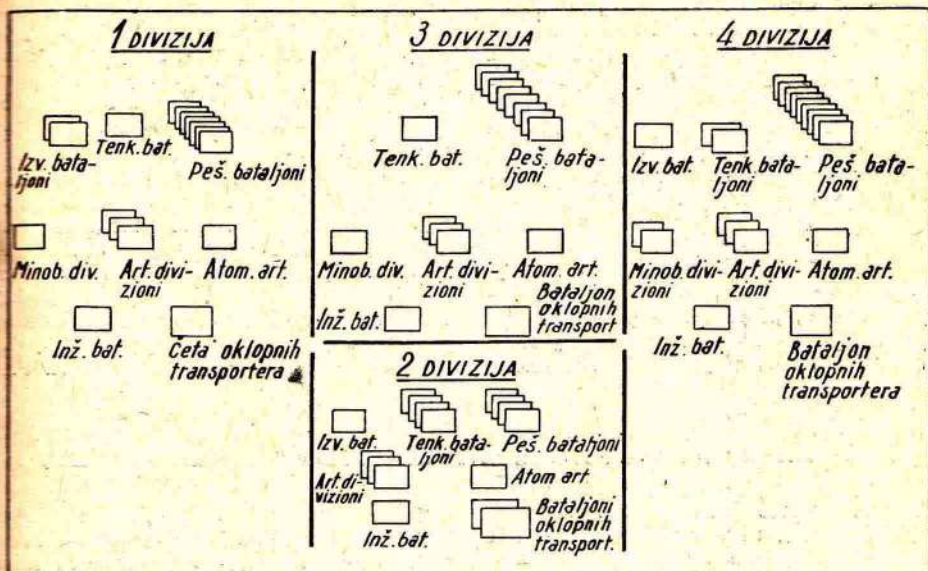 1 DIVIZIJA
Izv. bata-
ljoni
Tenk. bat.
Peš. bataljoni
Minob. div.
Art. divi-
zioni
Atom. art.
Inž. bat.
Četa oklopnih
transportera
3 DIVIZIJA
Tenk. bat.
Peš. bata-
ljoni
Minob. div.
Art. divi-
zioni
Atom. art.
Inž. bat.
Bataljon
oklopnih
transport
2 DIVIZIJA
Izv. bat.
Tenk. bata-
ljoni
Peš. bataljoni
Art. di-
vizioni
Atom art.
Inž. bat.
Bataljoni
oklopnih
transport.
4 DIVIZIJA
Izv. bat.
Tenk. bata-
ljoni
Peš. bata-
ljoni
Minob. divi-
zioni
Art. divi-
zioni
Atom. art.
Inž. bat.
Bataljon
oklopnih
transportera